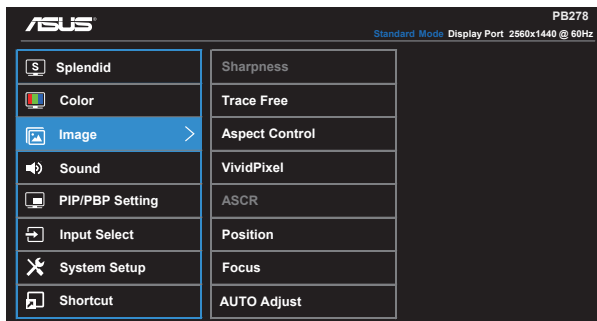 ASUS
PB278
Standard Mode Display Port 2560x1440 @ 60Hz
S Splendid
Color
Image
Sound
PIP/PBP Setting
Input Select
System Setup
Shortcut
Sharpness
Trace Free
Aspect Control
VividPixel
ASCR
Position
Focus
AUTO Adjust